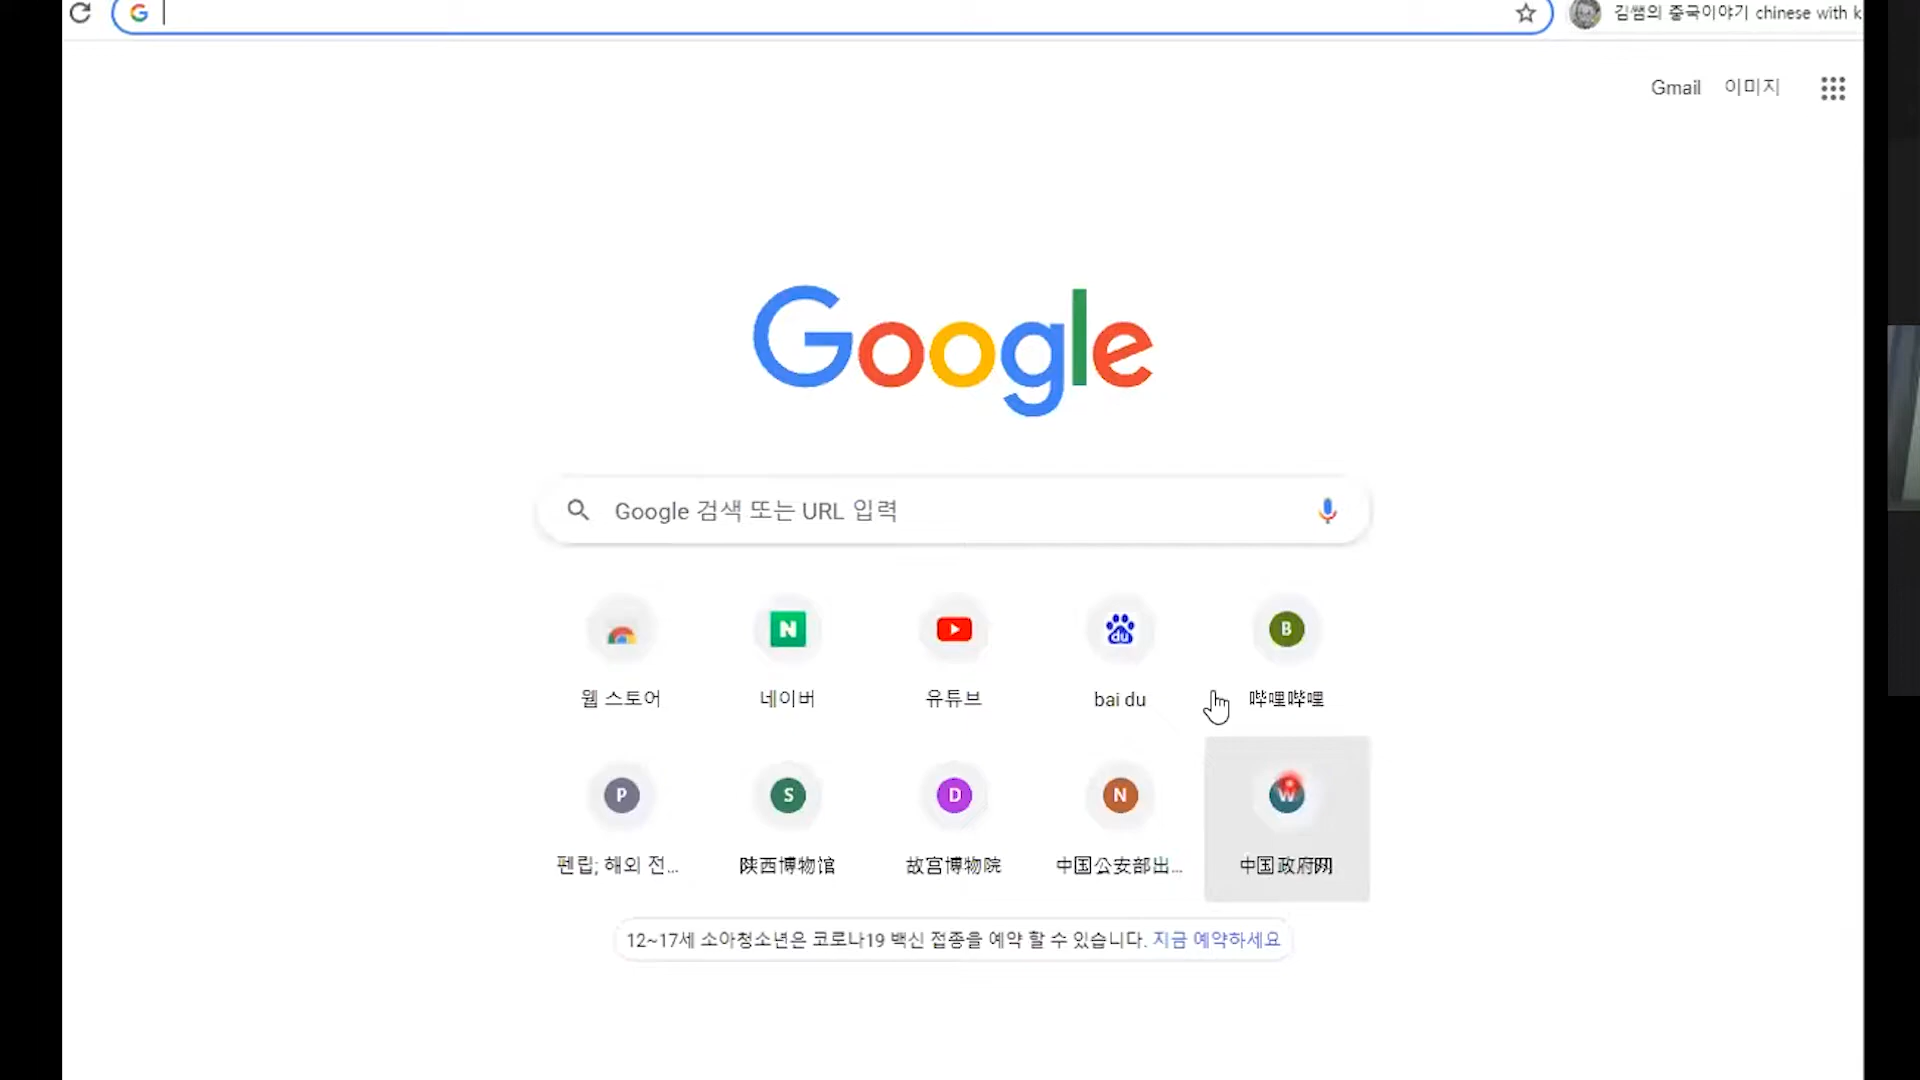 김쌤의 중국이야기 chinese with k
Gmail 이미지
Google
Google 검색 또는 URL 입력
N du B
웹 스토어 네이버 유튜브 bai du 哔哩哔哩
P S D N W
펜립; 해외 전... 陕西博物馆 故宫博物院 中国公安部出... 中国政府网
12~17세 소아청소년은 코로나19 백신 접종을 예약 할 수 있습니다. 지금 예약하세요